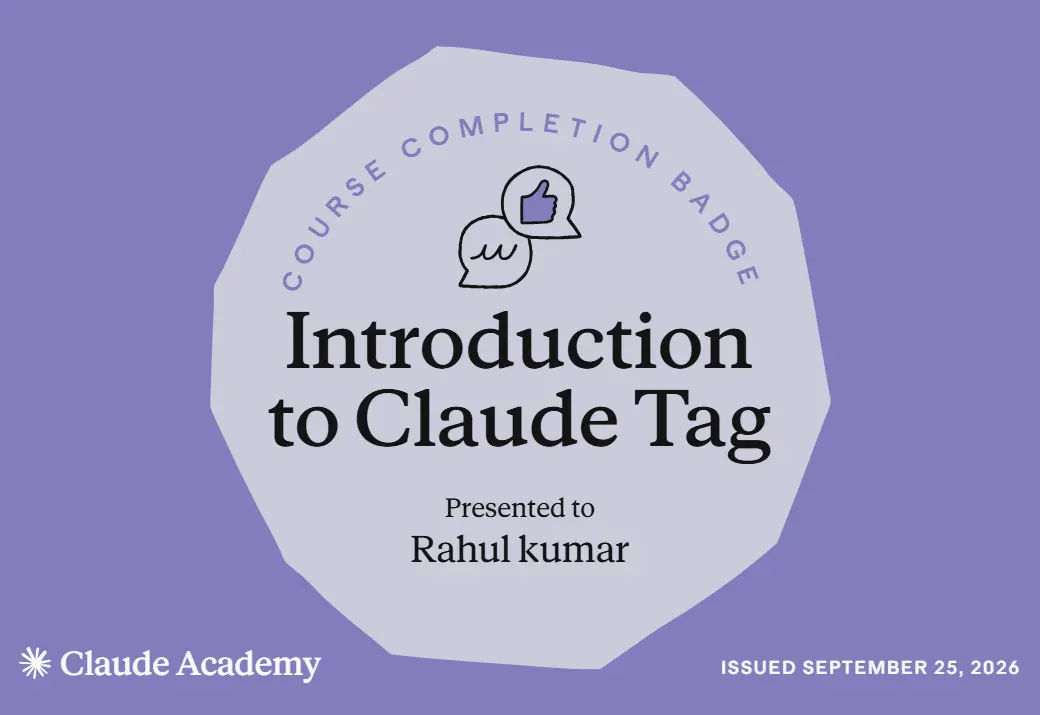 COURSE COMPLETION BADGE
Introduction
to Claude Tag
Presented to
Rahul kumar
Claude Academy
ISSUED SEPTEMBER 25, 2026